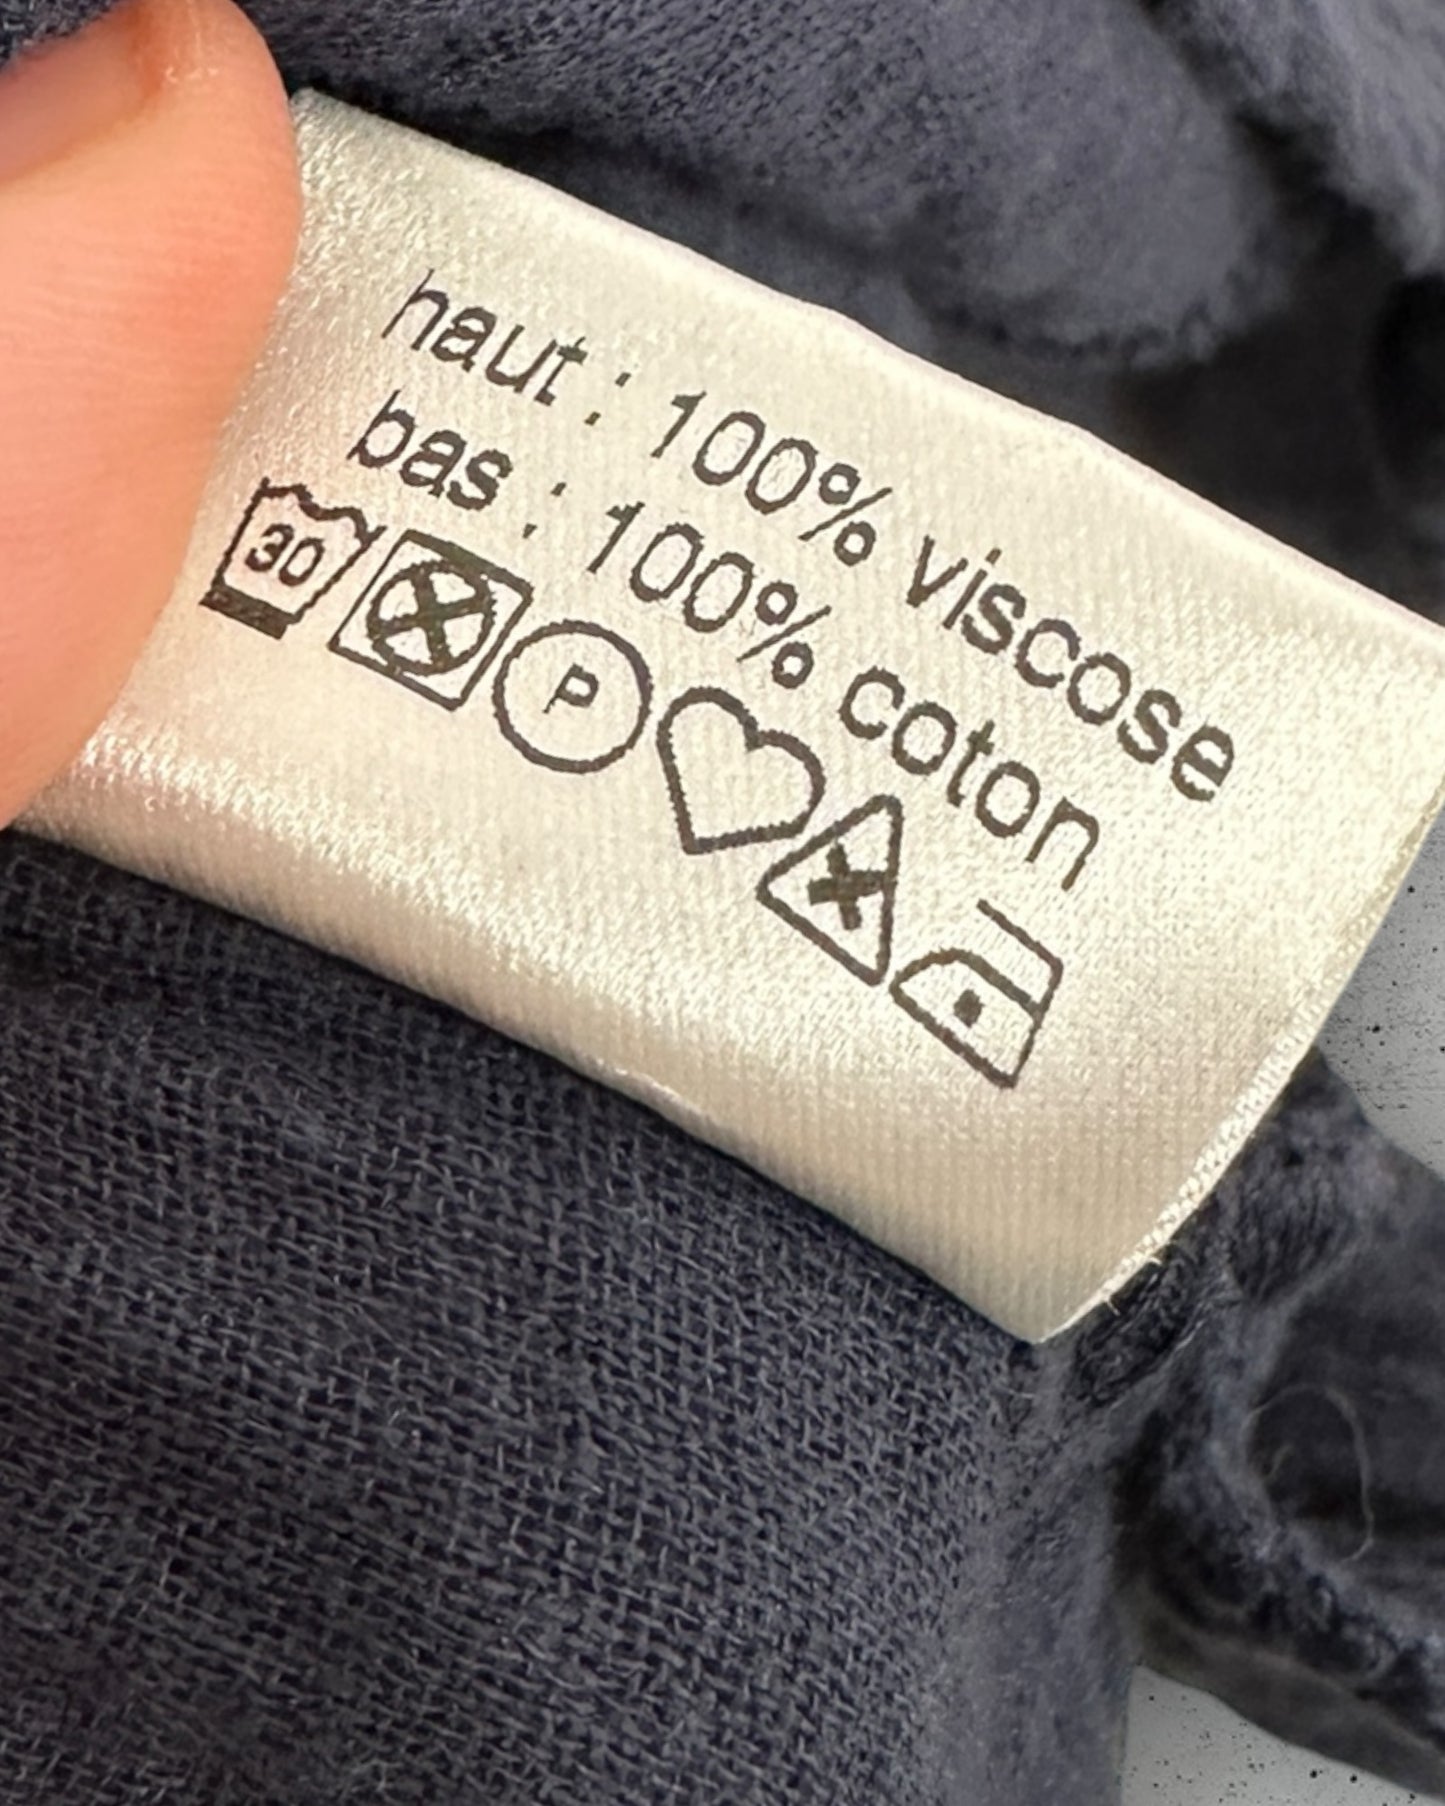 haut : 100% viscose
bas : 100% coton
30 P